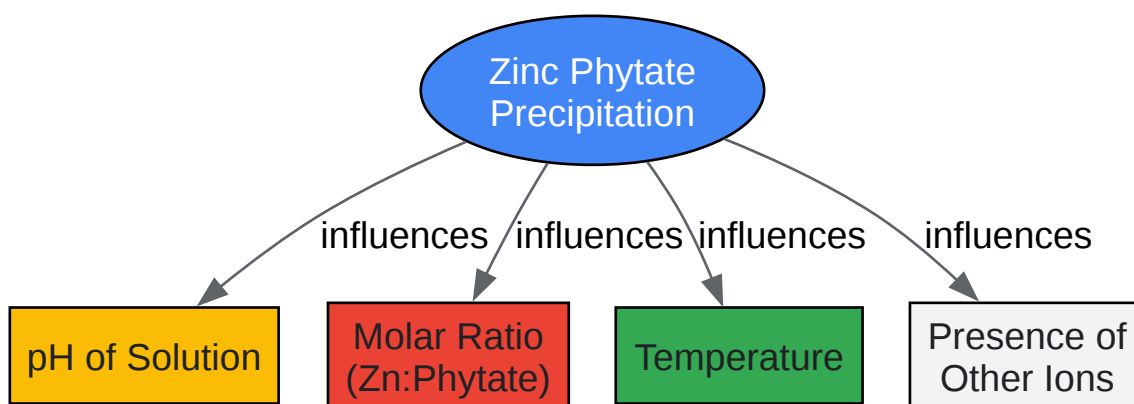 Zinc Phytate
Precipitation
influences
influences
influences
influences
pH of Solution
Molar Ratio
(Zn:Phytate)
Temperature
Presence of
Other Ions